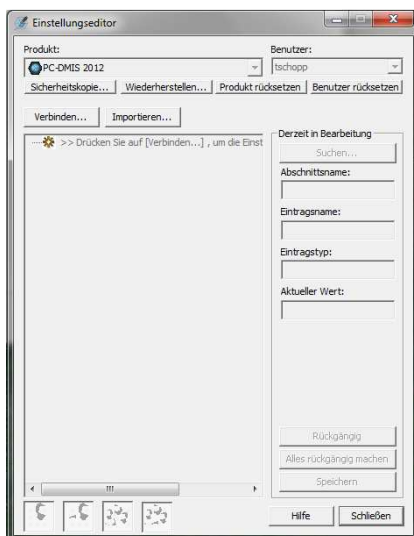 Einstellungseditor
Produkt:
Benutzer:
PC-DMIS 2012
tschopp
Sicherheitskopie...
Wiederherstellen...
Produkt rücksetzen
Benutzer rücksetzen
Verbinden...
Importieren...
>> Drücken Sie auf [Verbinden...] , um die Einst
Derzeit in Bearbeitung
Suchen...
Abschnittsname:
Eintragsname:
Eintragstyp:
Aktueller Wert:
Rückgängig
Alles rückgängig machen
Speichern
Hilfe
Schließen